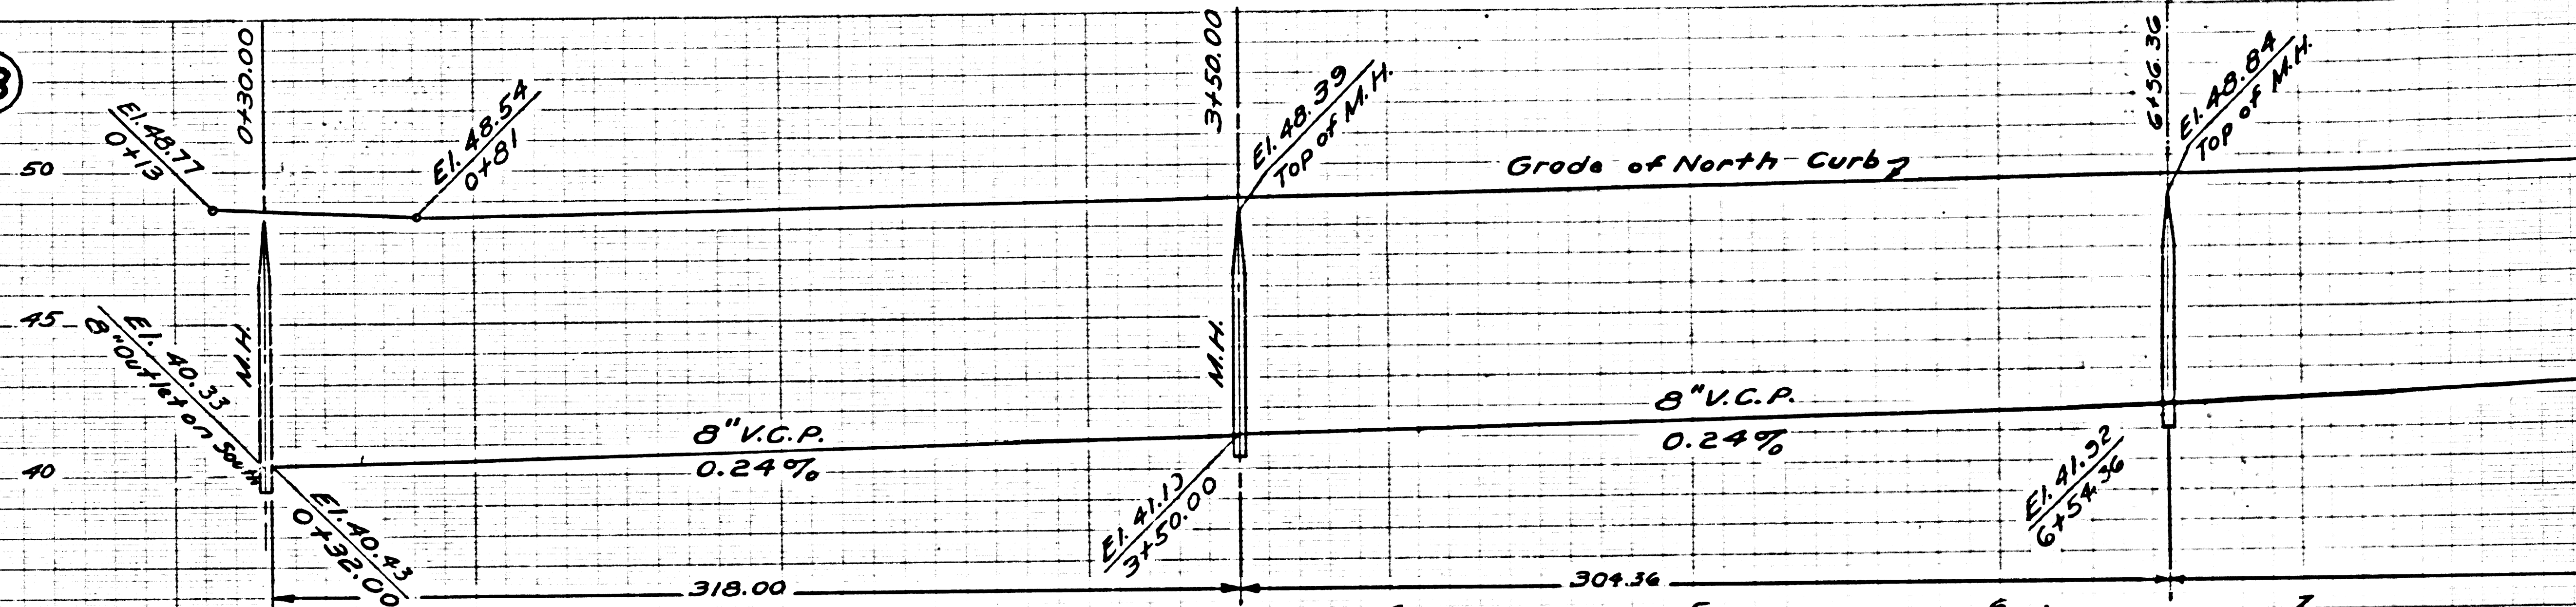 0+30.00
3+50.00
6+56.36
El. 48.77
0+13
El. 48.54
0+81
El. 48.39
Top of M.H.
El. 48.84
Top of M.H.
50
Grade of North Curb
45
El. 40.33
8" Outlet on South
M.H.
M.H.
8" V.C.P.
0.24%
8" V.C.P.
0.24%
40
El. 40.43
0+32.00
3+50.00
El. 41.92
6+54.36
318.00
304.36